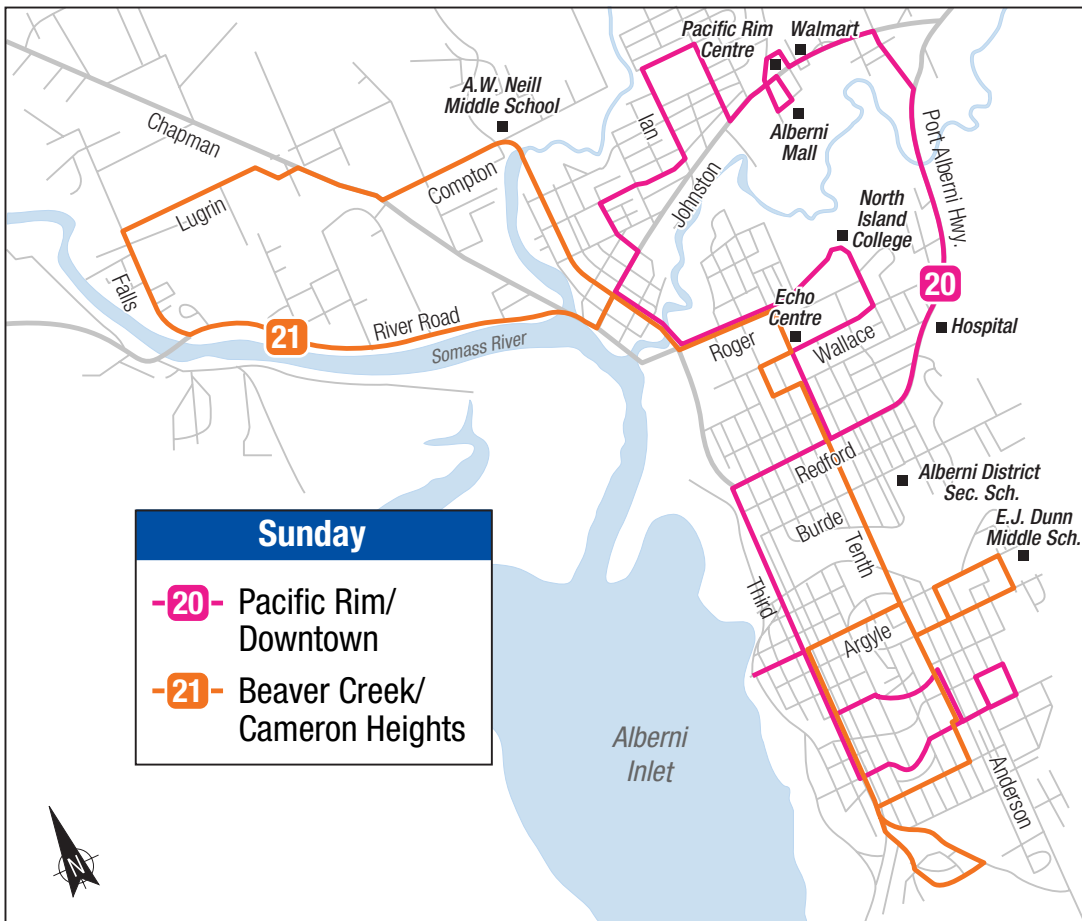 Pacific Rim
Centre
Walmart
A.W. Neill
Middle School
Chapman
Ian
Compton
Alberni
Mall
Port Alberni Hwy.
Lugrin
Johnston
North
Island
College
Falls
20
Echo
Centre
21
River Road
Hospital
Somass River
Roger
Wallace
Redford
Alberni District
Sec. Sch.
Burde
E.J. Dunn
Middle Sch.
Sunday
Tenth
20 Pacific Rim/
Downtown
Third
Argyle
21 Beaver Creek/
Cameron Heights
Alberni
Inlet
Anderson
N